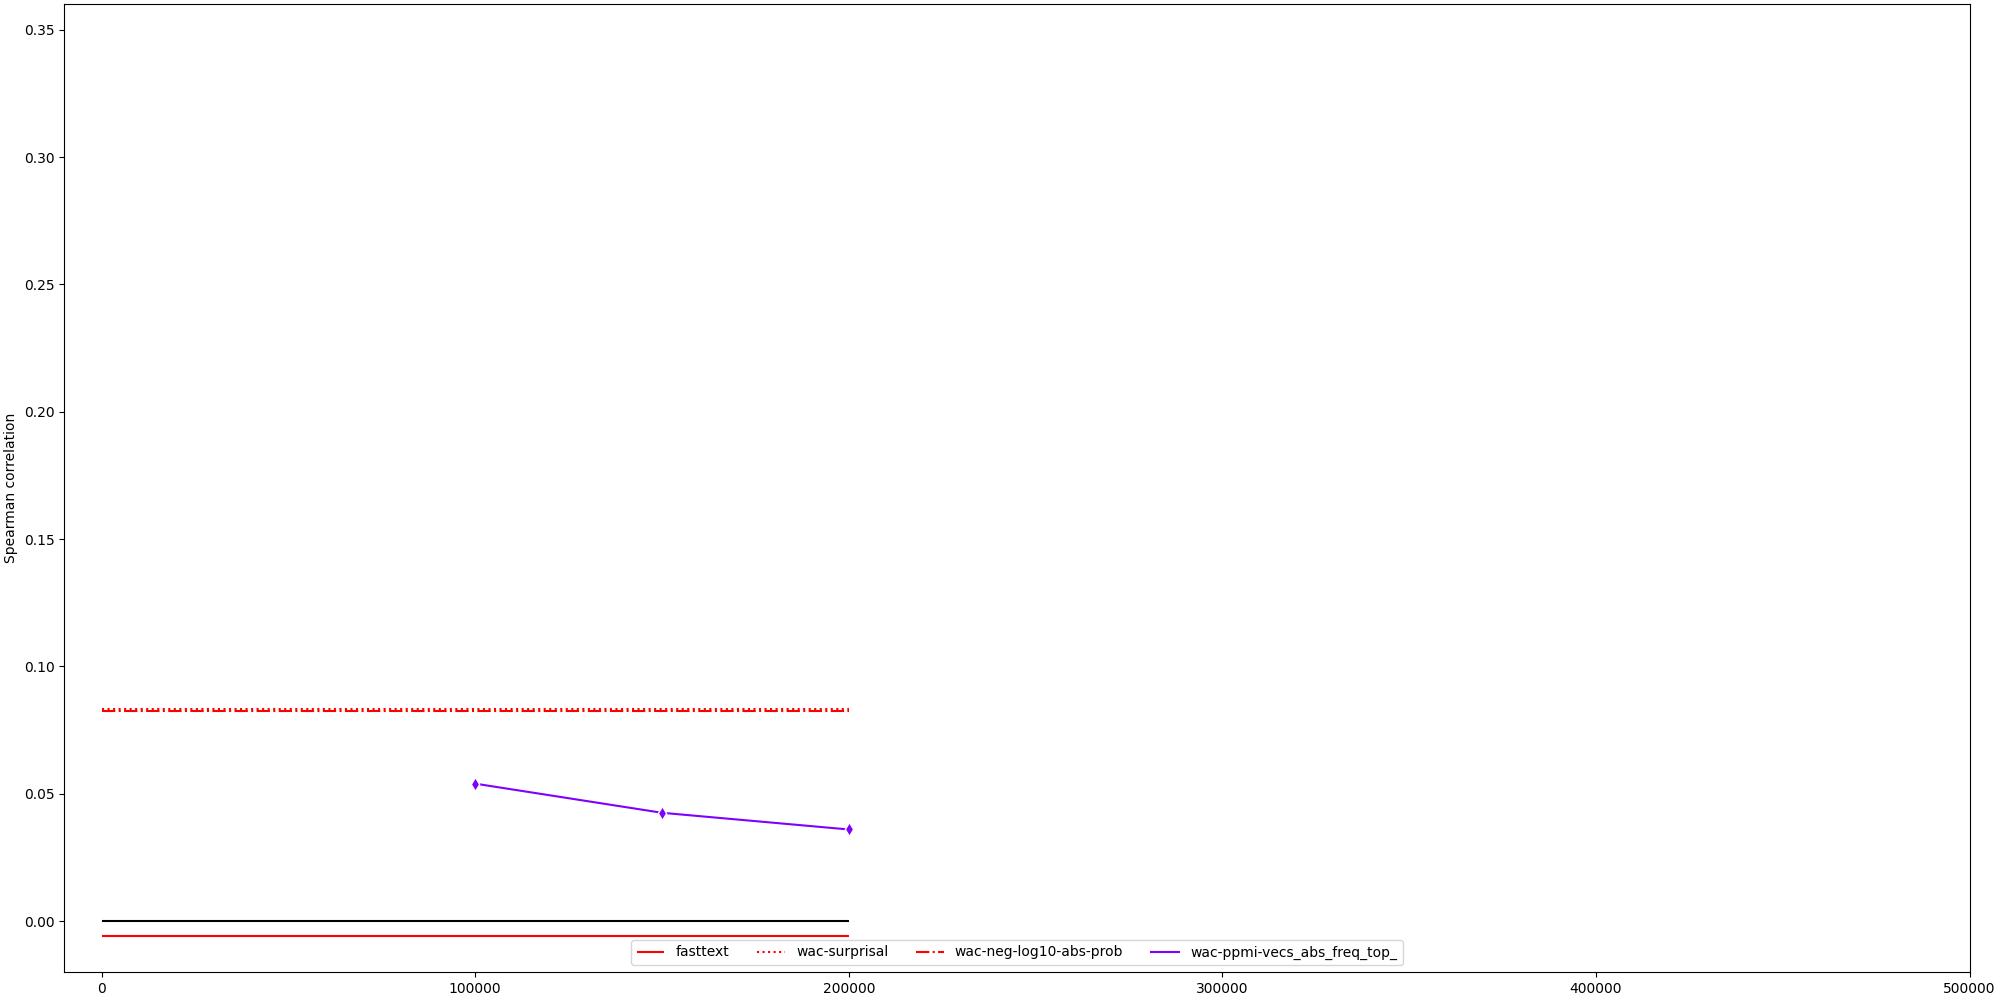 0.35
0.30
0.25
0.20
0.15
0.10
0.05
0.00
Spearman correlation
fasttext wac-surprisal wac-neg-log10-abs-prob wac-ppmi-vecs_abs_freq_top_
0 100000 200000 300000 400000 500000